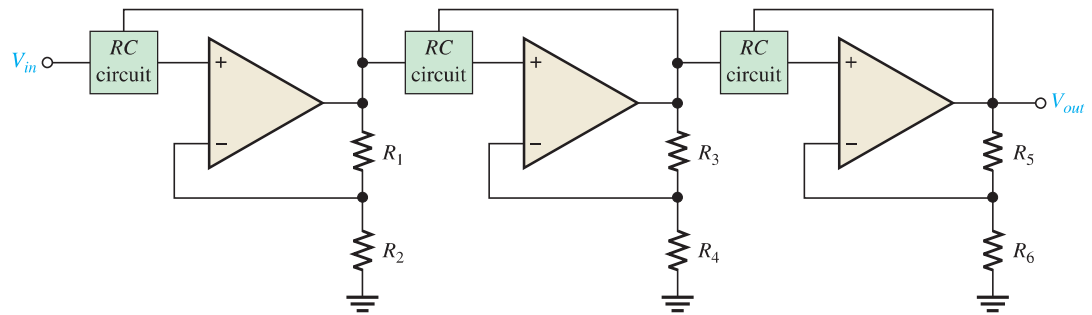 RC
circuit
RC
circuit
RC
circuit
V_in
+
+
+
V_out
−
R_1
−
R_3
−
R_5
R_2
R_4
R_6